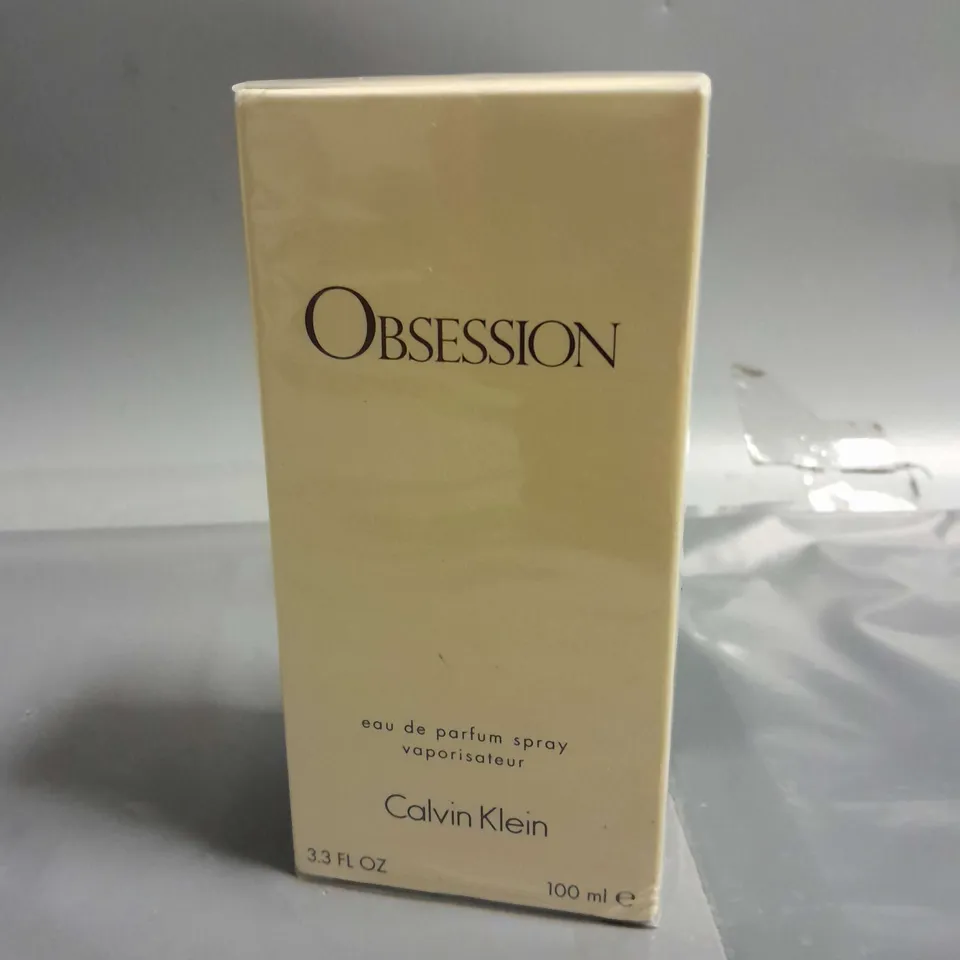 OBSESSION
eau de parfum spray
vaporisateur
Calvin Klein
3.3 FL OZ
100 ml ℮